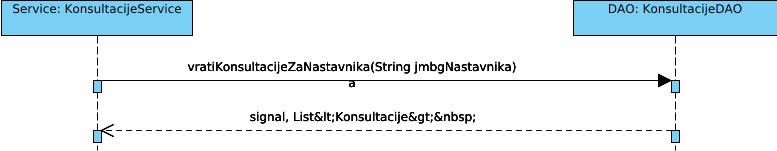 Service: KonsultacijeService
DAO: KonsultacijeDAO
vratiKonsultacijeZaNastavnika(String jmbgNastavnika)
a
signal, List&lt;Konsultacije&gt;&nbsp;